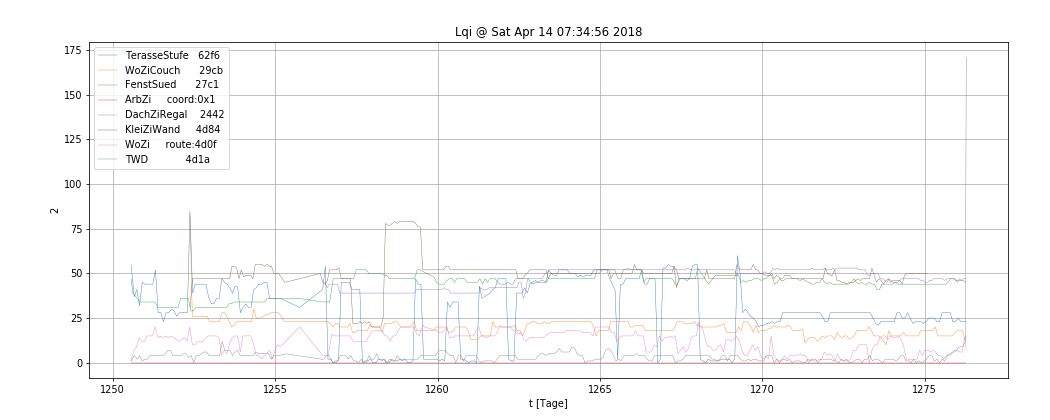 Lqi @ Sat Apr 14 07:34:56 2018
175
150
125
100
75
50
25
0
2
TerasseStufe 62f6
WoZiCouch 29cb
FenstSued 27c1
ArbZi coord:0x1
DachZiRegal 2442
KleiZiWand 4d84
WoZi route:4d0f
TWD 4d1a
1250 1255 1260 1265 1270 1275
t [Tage]